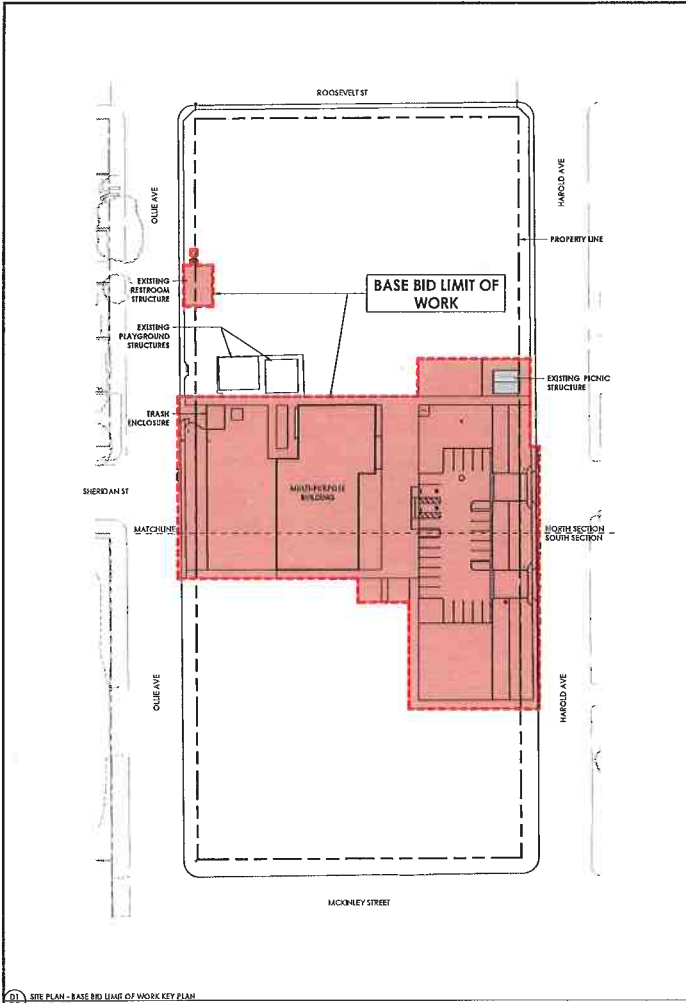 ROOSEVELT ST
OLLIE AVE
HAROLD AVE
PROPERTY LINE
EXISTING
RESTROOM
STRUCTURE
BASE BID LIMIT OF
WORK
EXISTING
PLAYGROUND
STRUCTURES
EXISTING PICNIC
STRUCTURE
TRASH
ENCLOSURE
MULTI-PURPOSE
BUILDING
SHERIDAN ST
MATCHLINE
NORTH SECTION
SOUTH SECTION
OLLIE AVE
HAROLD AVE
MCKINLEY STREET
D1 SITE PLAN - BASE BID LIMIT OF WORK KEY PLAN